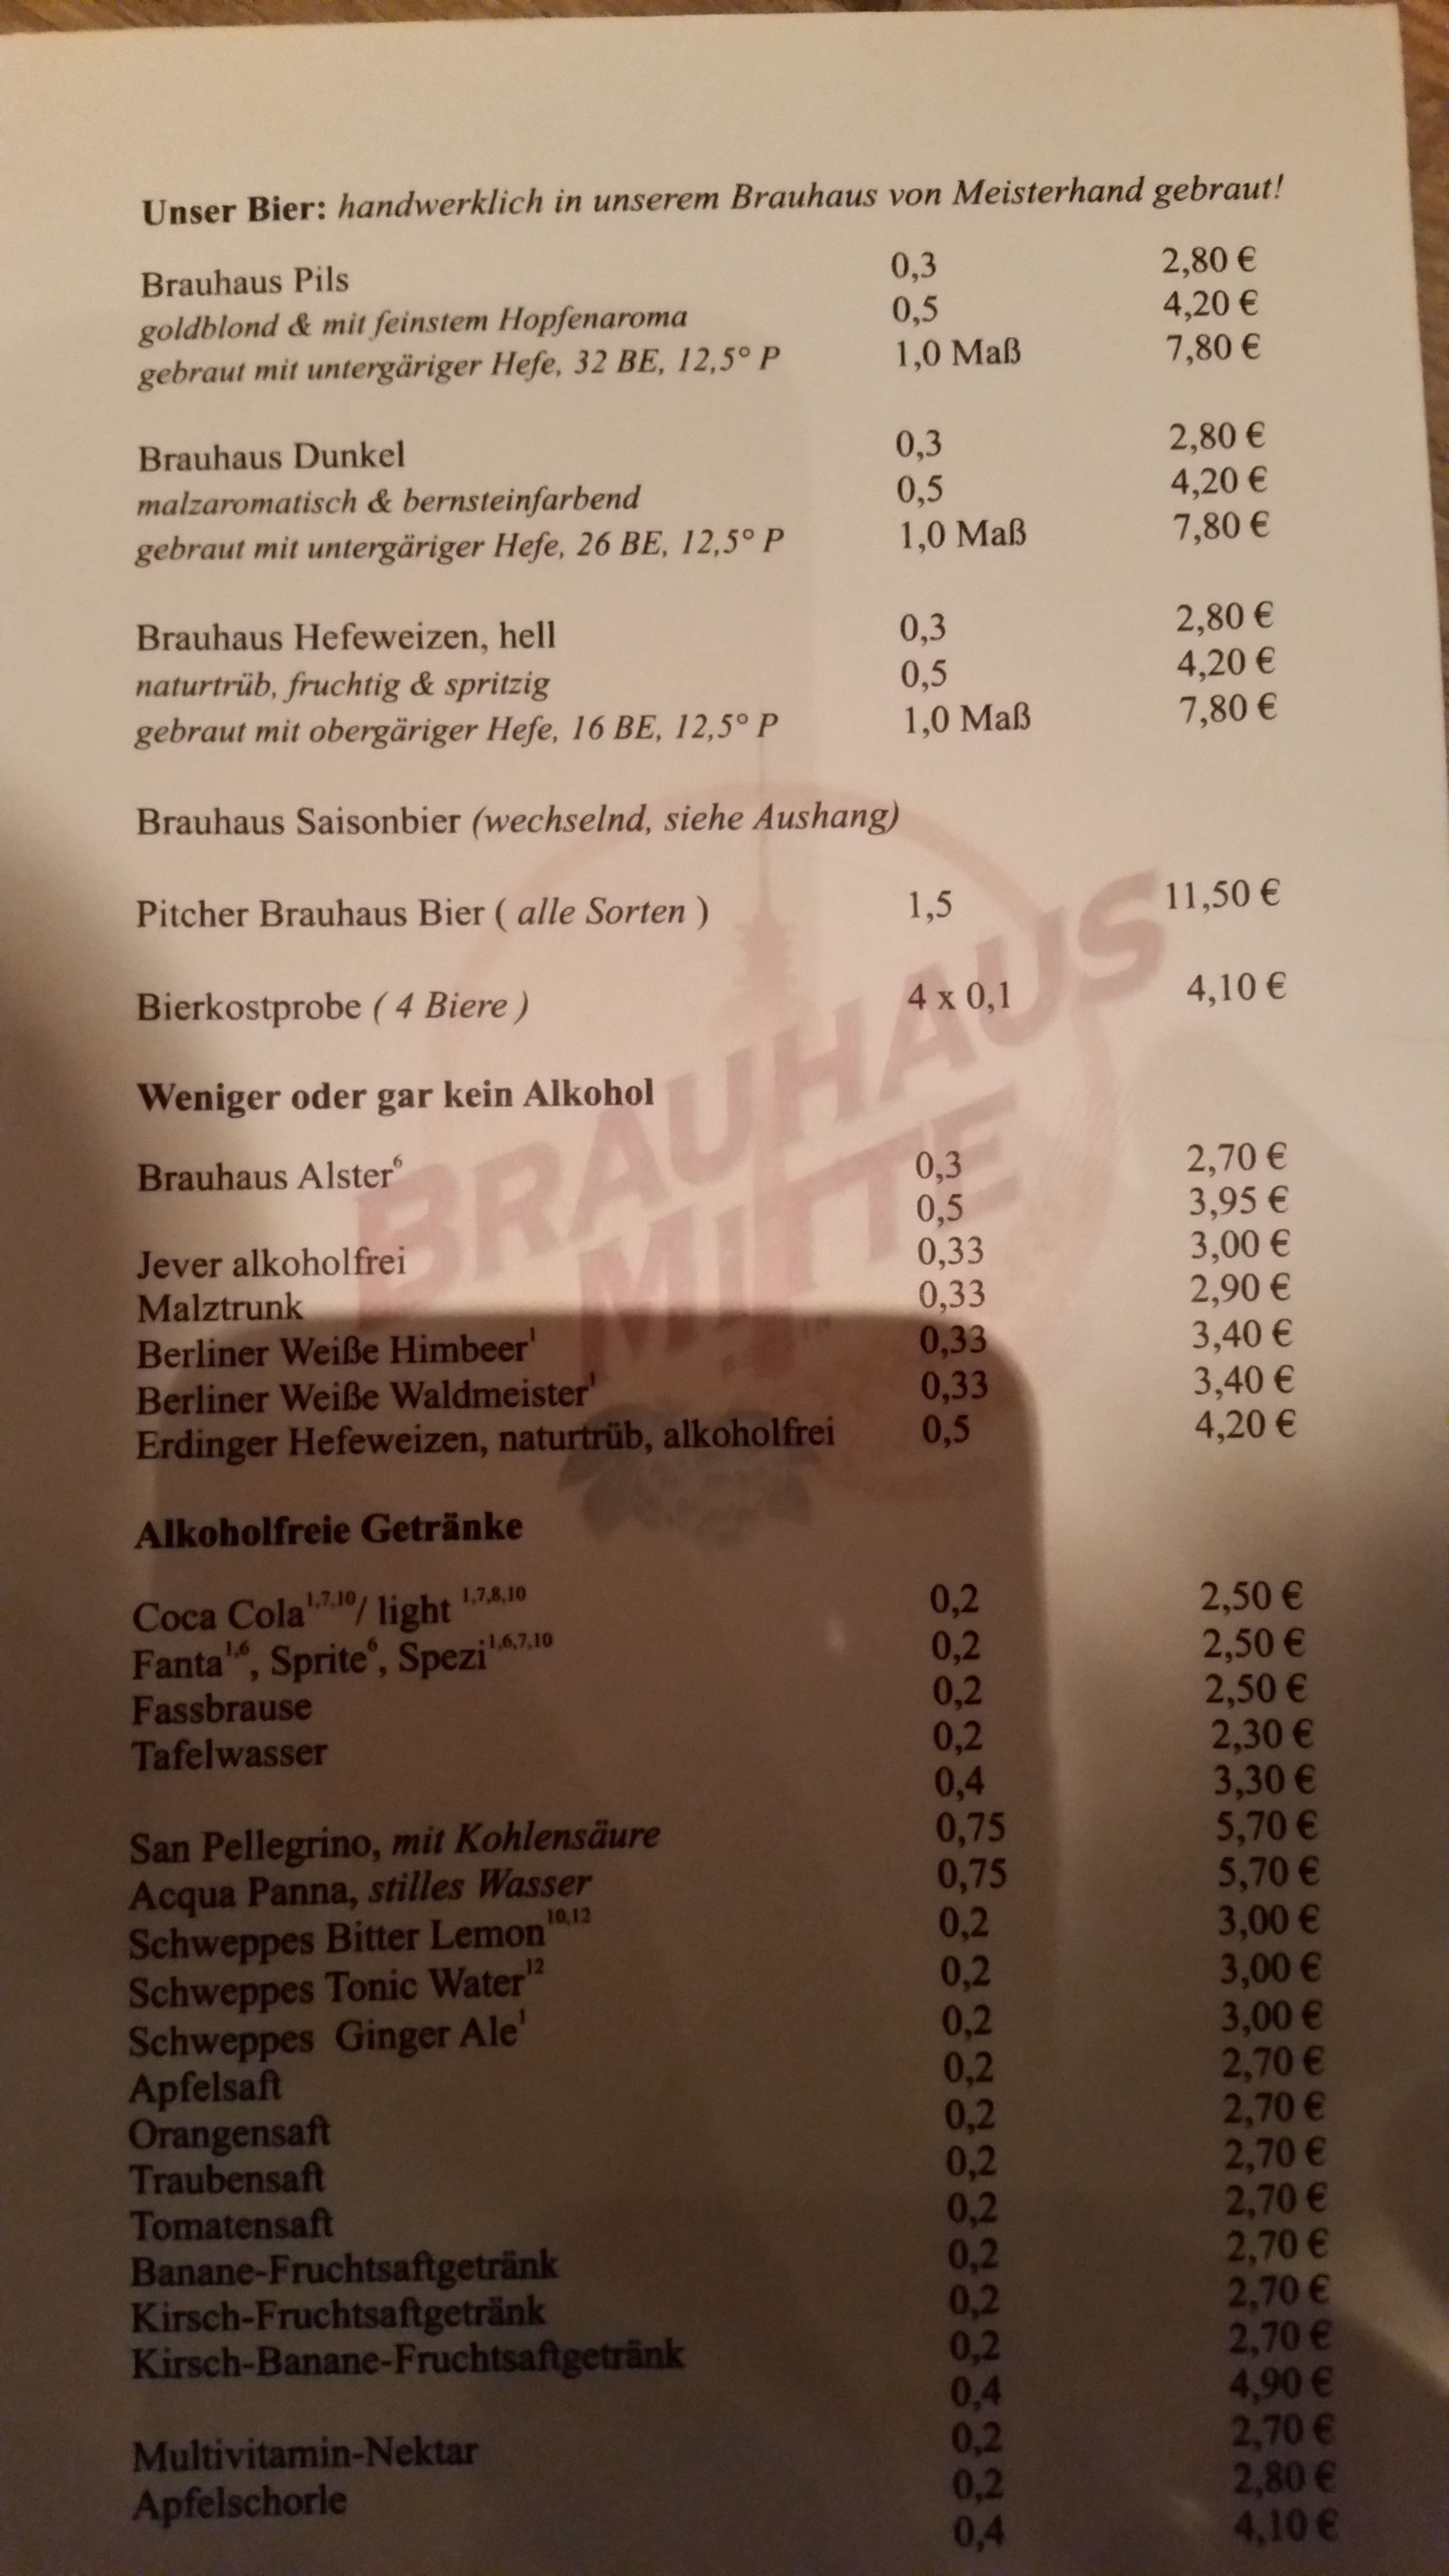 Unser Bier: handwerklich in unserem Brauhaus von Meisterhand gebraut!
Brauhaus Pils 0,3 2,80 €
goldblond & mit feinstem Hopfenaroma 0,5 4,20 €
gebraut mit untergäriger Hefe, 32 BE, 12,5° P 1,0 Maß 7,80 €
Brauhaus Dunkel 0,3 2,80 €
malzaromatisch & bernsteinfarbend 0,5 4,20 €
gebraut mit untergäriger Hefe, 26 BE, 12,5° P 1,0 Maß 7,80 €
Brauhaus Hefeweizen, hell 0,3 2,80 €
naturtrüb, fruchtig & spritzig 0,5 4,20 €
gebraut mit obergäriger Hefe, 16 BE, 12,5° P 1,0 Maß 7,80 €
Brauhaus Saisonbier (wechselnd, siehe Aushang)
Pitcher Brauhaus Bier ( alle Sorten ) 1,5 11,50 €
Bierkostprobe ( 4 Biere ) 4 x 0,1 4,10 €
BRAUHAUS
MITTE
Weniger oder gar kein Alkohol
Brauhaus Alster⁶ 0,3 2,70 €
0,5 3,95 €
Jever alkoholfrei 0,33 3,00 €
Malztrunk 0,33 2,90 €
Berliner Weiße Himbeer¹ 0,33 3,40 €
Berliner Weiße Waldmeister¹ 0,33 3,40 €
Erdinger Hefeweizen, naturtrüb, alkoholfrei 0,5 4,20 €
Alkoholfreie Getränke
Coca Cola¹,⁷,¹⁰/ light ¹,⁷,⁸,¹⁰ 0,2 2,50 €
Fanta¹,⁶, Sprite⁶, Spezi¹,⁶,⁷,¹⁰ 0,2 2,50 €
Fassbrause 0,2 2,50 €
Tafelwasser 0,2 2,30 €
0,4 3,30 €
San Pellegrino, mit Kohlensäure 0,75 5,70 €
Acqua Panna, stilles Wasser 0,75 5,70 €
Schweppes Bitter Lemon¹⁰,¹² 0,2 3,00 €
Schweppes Tonic Water¹² 0,2 3,00 €
Schweppes Ginger Ale¹ 0,2 3,00 €
Apfelsaft 0,2 2,70 €
Orangensaft 0,2 2,70 €
Traubensaft 0,2 2,70 €
Tomatensaft 0,2 2,70 €
Banane-Fruchtsaftgetränk 0,2 2,70 €
Kirsch-Fruchtsaftgetränk 0,2 2,70 €
Kirsch-Banane-Fruchtsaftgetränk 0,2 2,70 €
0,4 4,90 €
Multivitamin-Nektar 0,2 2,70 €
Apfelschorle 0,2 2,80 €
0,4 4,10 €